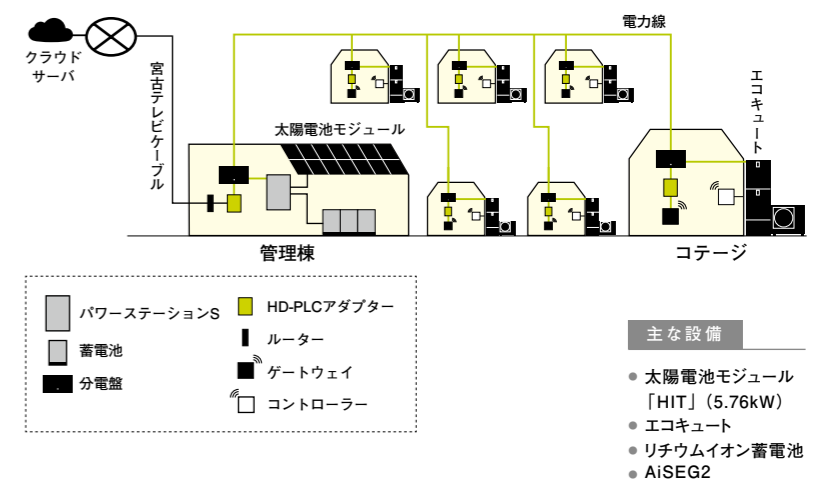 クラウド
サーバ
宮古テレビケーブル
電力線
太陽電池モジュール
エコキュート
管理棟
コテージ
パワーステーションS
蓄電池
分電盤
HD-PLCアダプター
ルーター
ゲートウェイ
コントローラー
主な設備
● 太陽電池モジュール
「HIT」（5.76kW）
● エコキュート
● リチウムイオン蓄電池
● AiSEG2